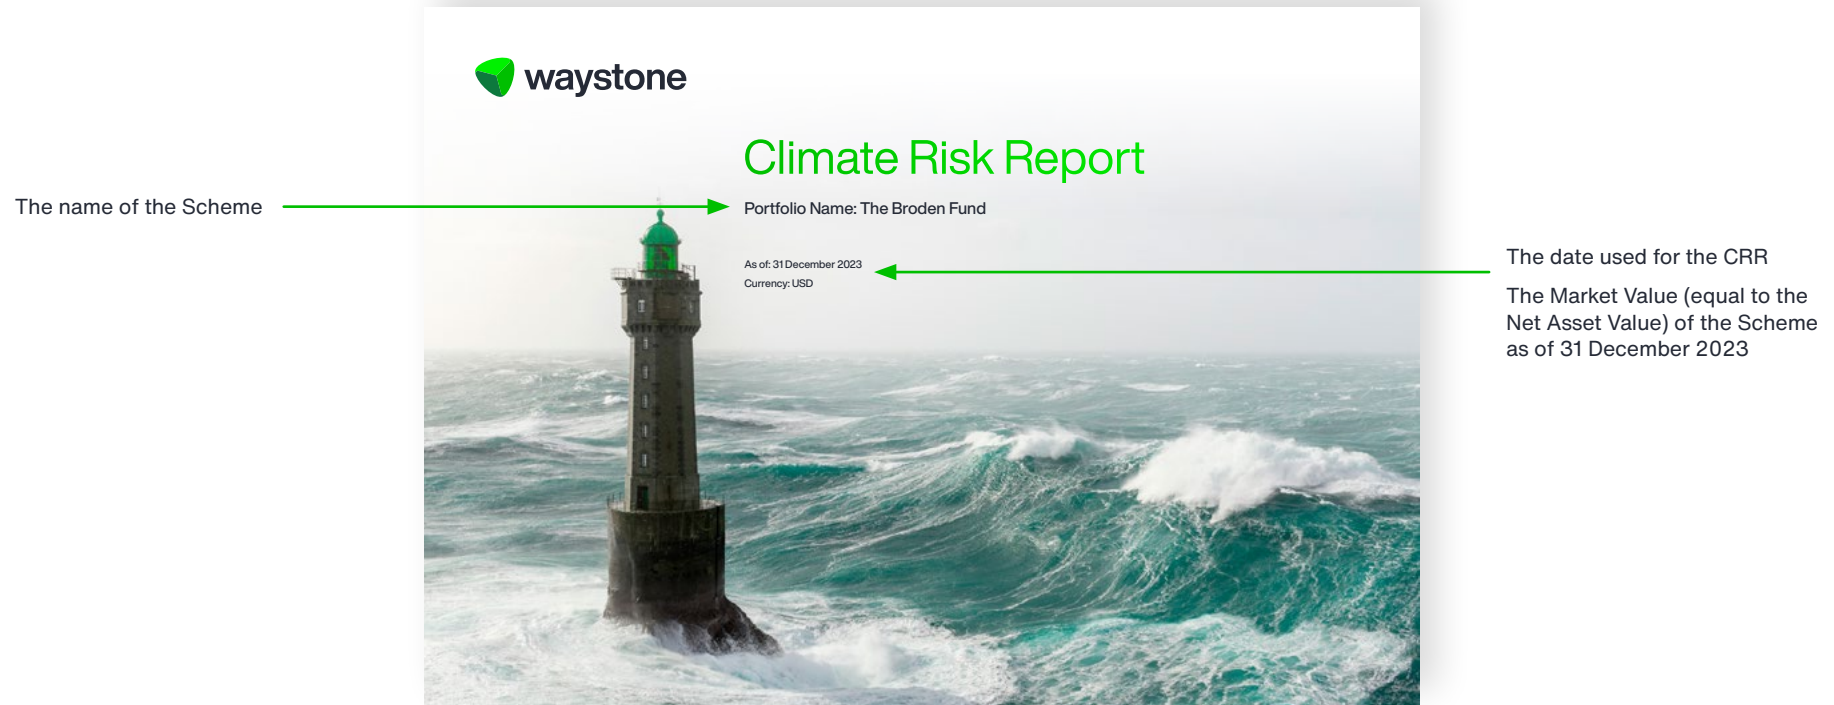 waystone
Climate Risk Report
The name of the Scheme
Portfolio Name: The Broden Fund
As of: 31 December 2023
Currency: USD
The date used for the CRR
The Market Value (equal to the
Net Asset Value) of the Scheme
as of 31 December 2023